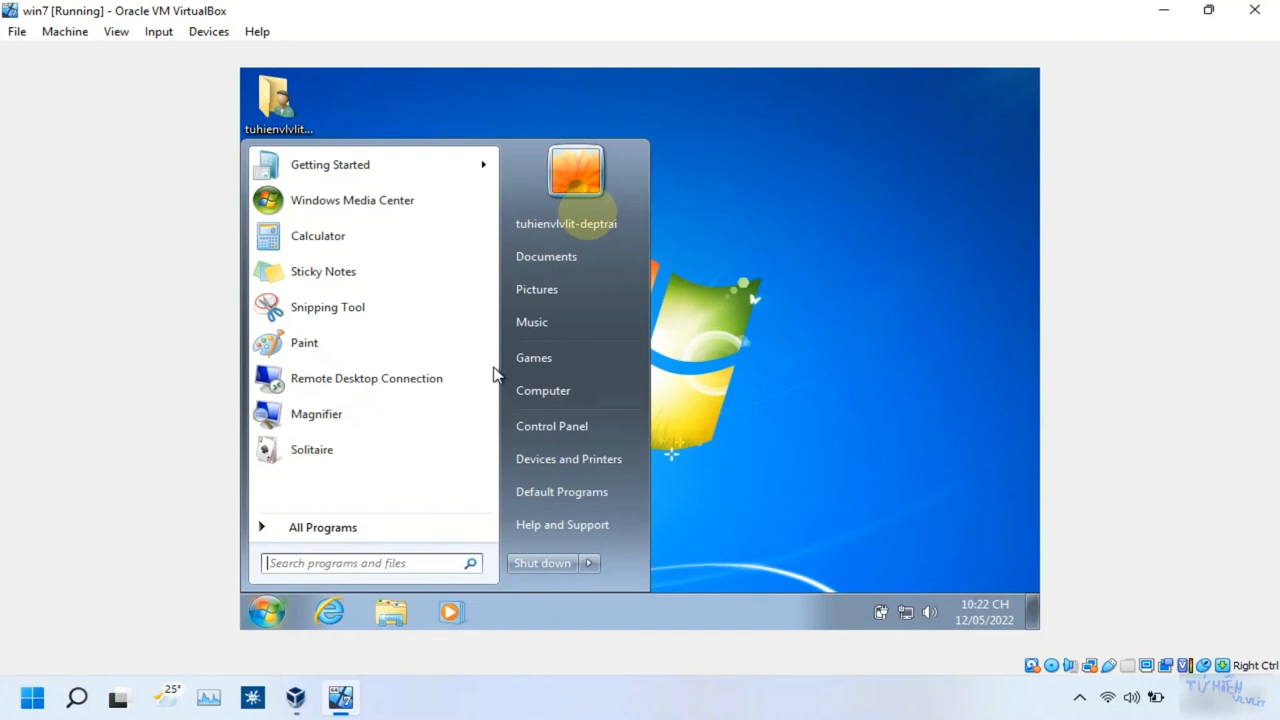 win7 [Running] - Oracle VM VirtualBox
File Machine View Input Devices Help
tuhienvlvlit...
Getting Started
Windows Media Center
Calculator
Sticky Notes
Snipping Tool
Paint
Remote Desktop Connection
Magnifier
Solitaire
All Programs
Search programs and files
tuhienvlvlit-deptrai
Documents
Pictures
Music
Games
Computer
Control Panel
Devices and Printers
Default Programs
Help and Support
Shut down
10:22 CH
12/05/2022
Right Ctrl
25°
TỪ HIỂN
VLVLIT